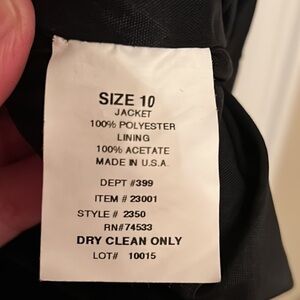 SIZE 10
JACKET
100% POLYESTER
LINING
100% ACETATE
MADE IN U.S.A.
DEPT #399
ITEM # 23001
STYLE # 2350
RN#74533
DRY CLEAN ONLY
LOT# 10015